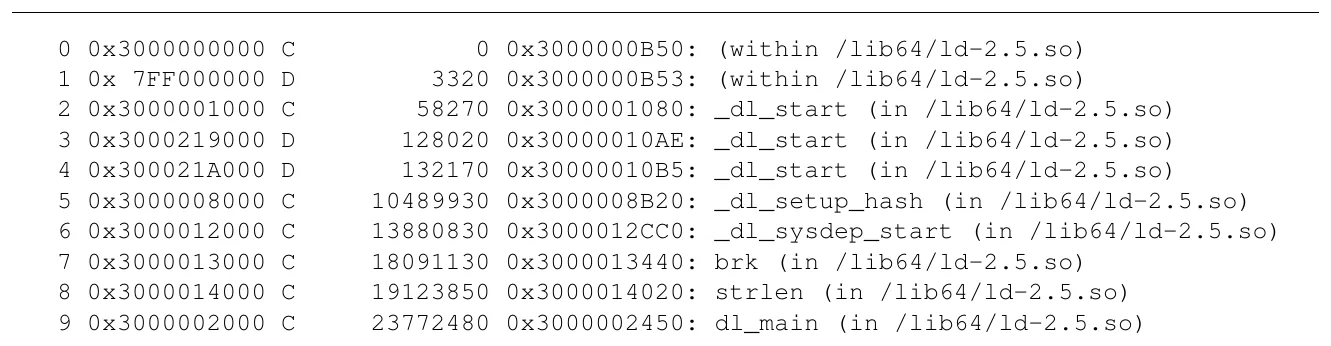 0 0x3000000000 C 0 0x3000000B50: (within /lib64/ld-2.5.so)
1 0x 7FF000000 D 3320 0x3000000B53: (within /lib64/ld-2.5.so)
2 0x3000001000 C 58270 0x3000001080: _dl_start (in /lib64/ld-2.5.so)
3 0x3000219000 D 128020 0x30000010AE: _dl_start (in /lib64/ld-2.5.so)
4 0x300021A000 D 132170 0x30000010B5: _dl_start (in /lib64/ld-2.5.so)
5 0x3000008000 C 10489930 0x3000008B20: _dl_setup_hash (in /lib64/ld-2.5.so)
6 0x3000012000 C 13880830 0x3000012CC0: _dl_sysdep_start (in /lib64/ld-2.5.so)
7 0x3000013000 C 18091130 0x3000013440: brk (in /lib64/ld-2.5.so)
8 0x3000014000 C 19123850 0x3000014020: strlen (in /lib64/ld-2.5.so)
9 0x3000002000 C 23772480 0x3000002450: dl_main (in /lib64/ld-2.5.so)